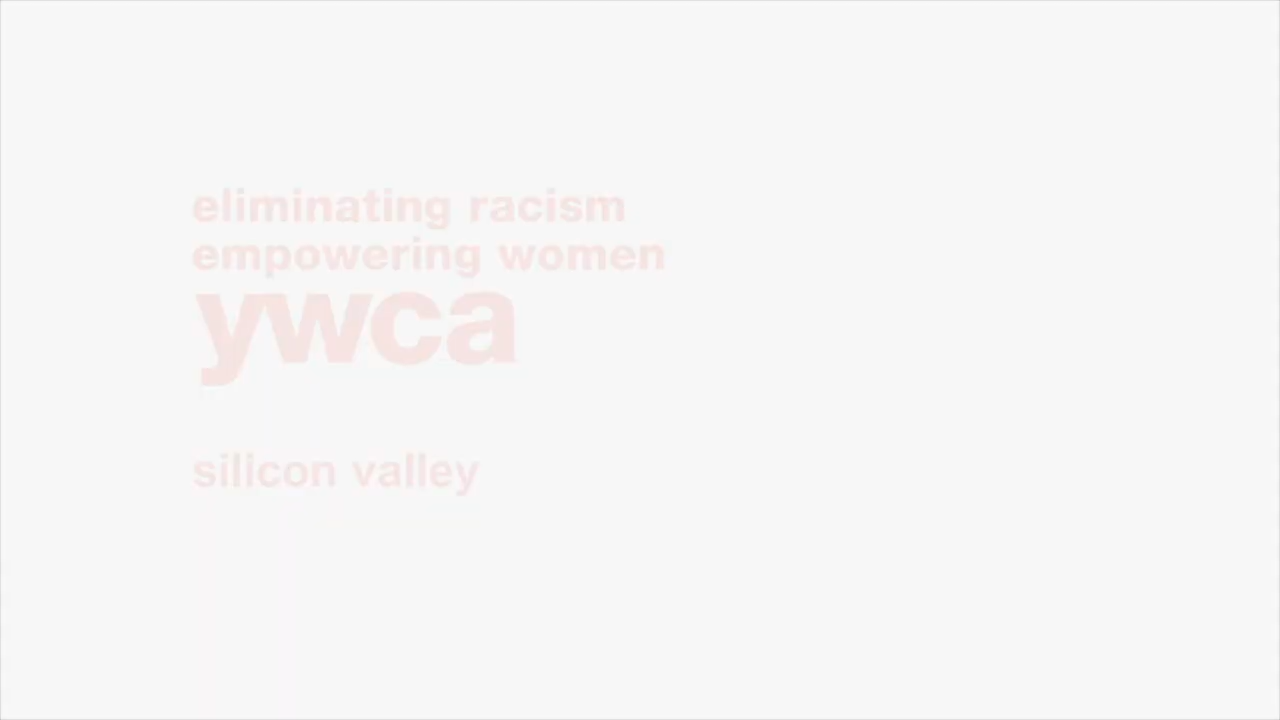 eliminating racism
empowering women
ywca
silicon valley